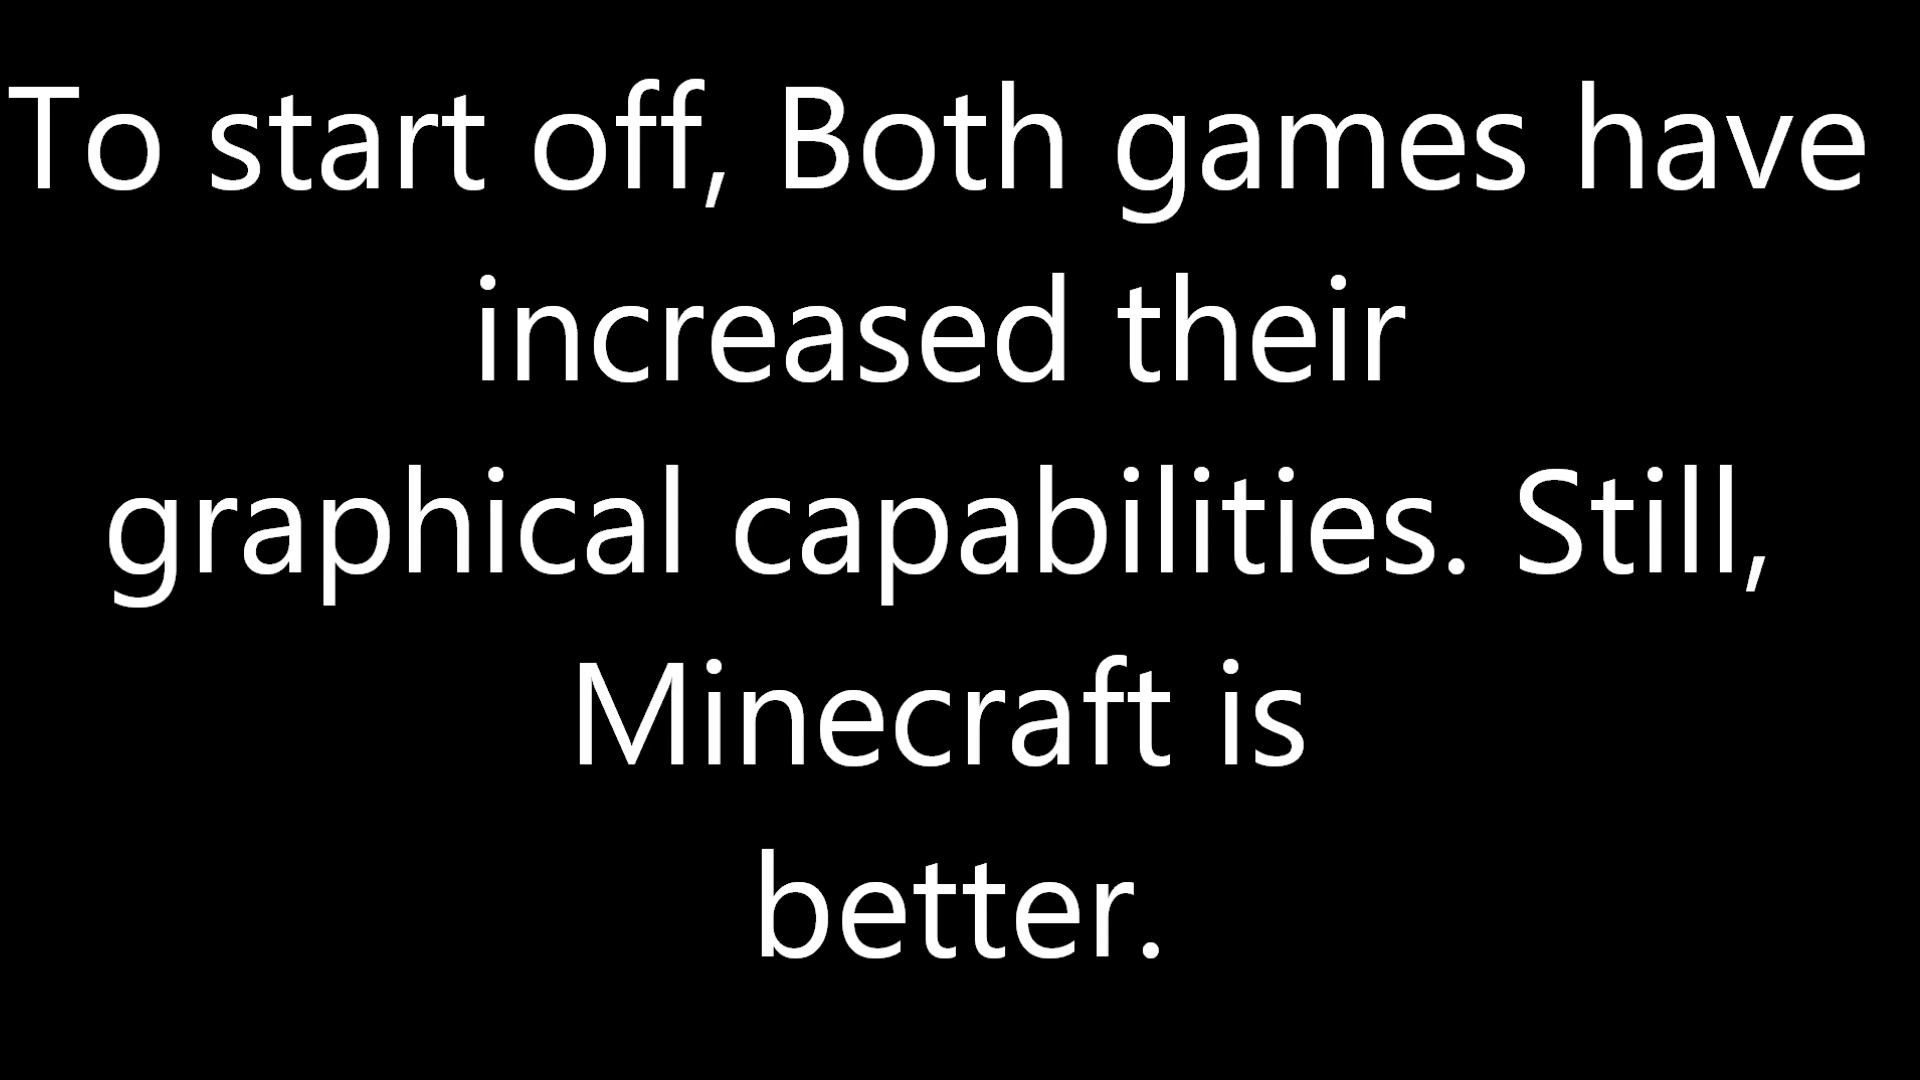 To start off, Both games have
increased their
graphical capabilities. Still,
Minecraft is
better.